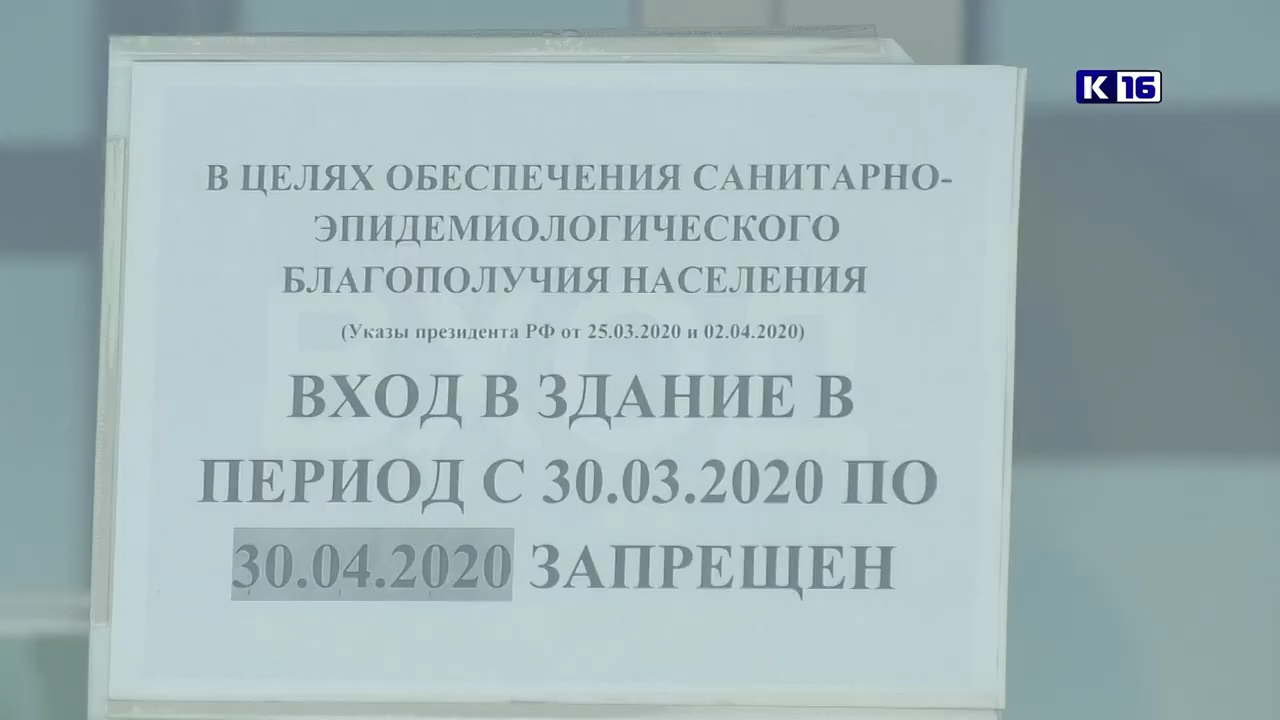 К 16
В ЦЕЛЯХ ОБЕСПЕЧЕНИЯ САНИТАРНО-
ЭПИДЕМИОЛОГИЧЕСКОГО
БЛАГОПОЛУЧИЯ НАСЕЛЕНИЯ
(Указы президента РФ от 25.03.2020 и 02.04.2020)
ВХОД В ЗДАНИЕ В
ПЕРИОД С 30.03.2020 ПО
30.04.2020 ЗАПРЕЩЕН